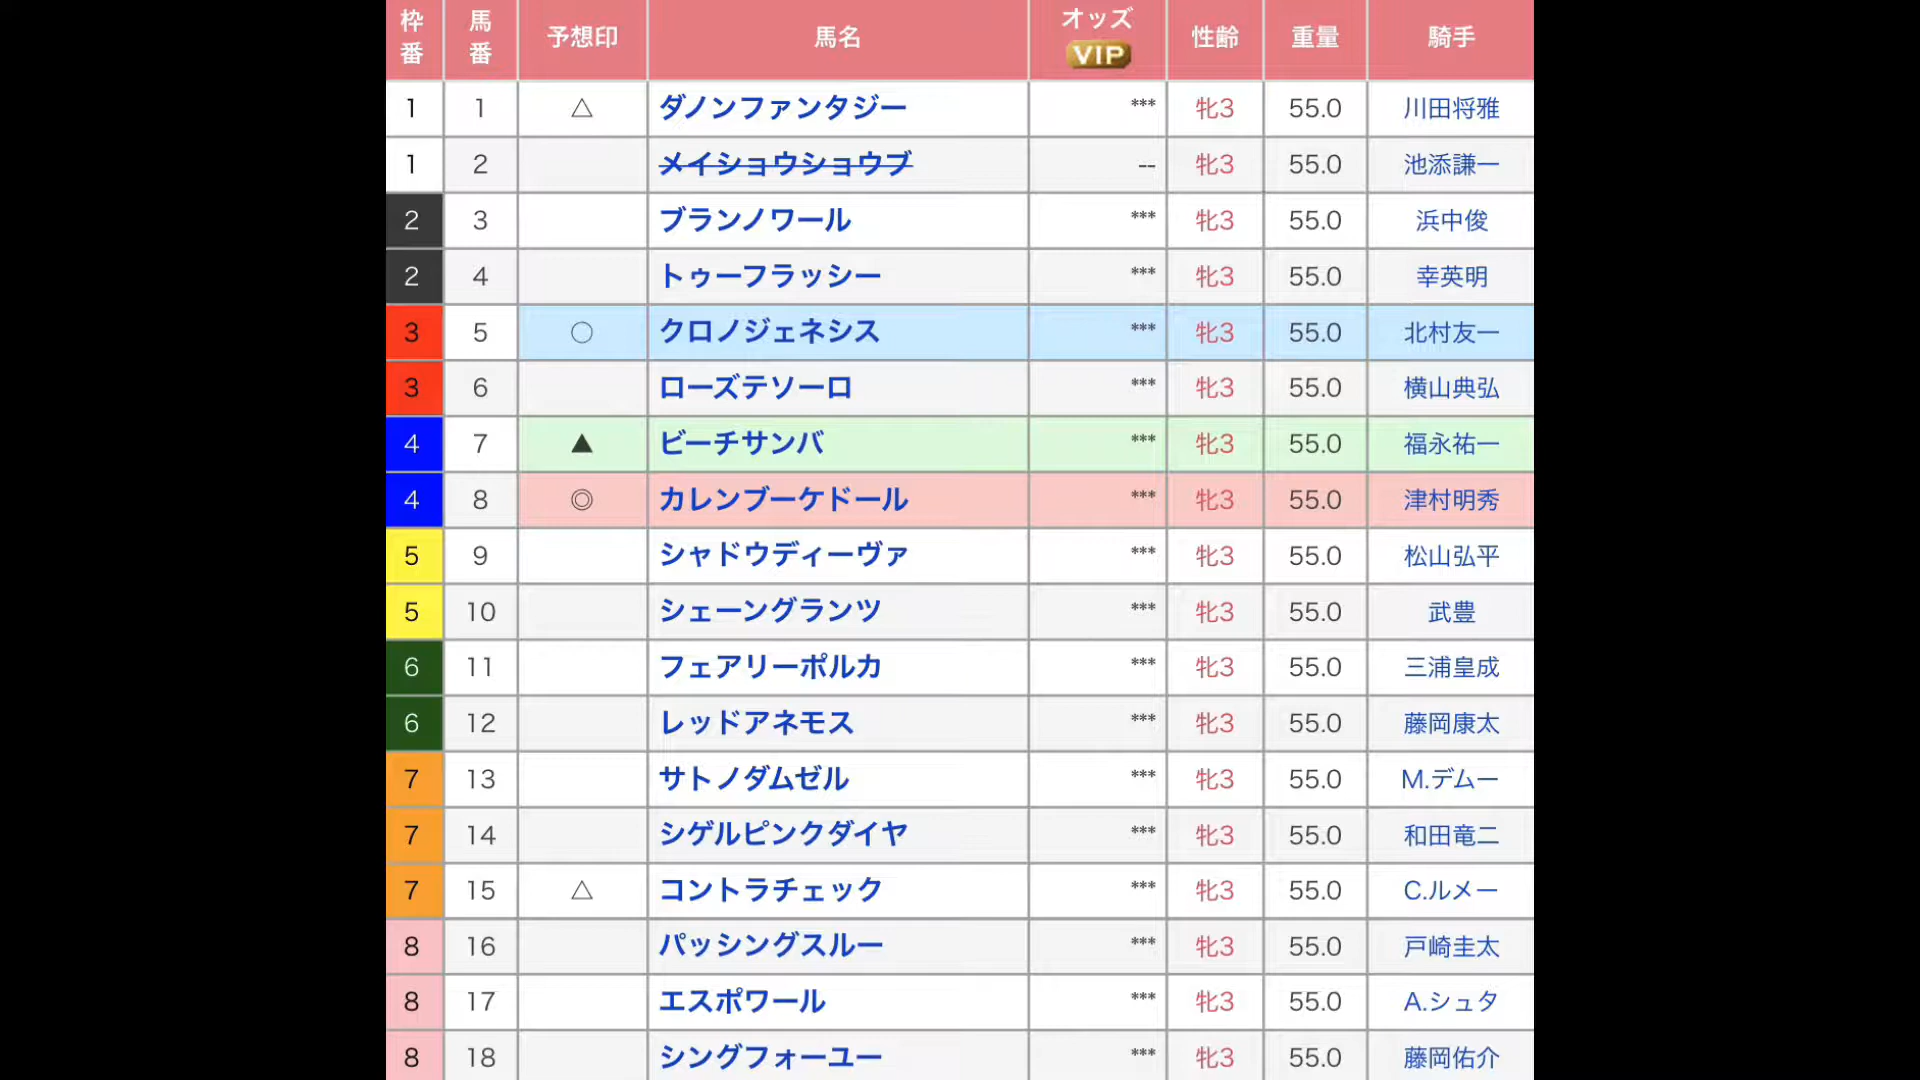 枠番 馬番 予想印 馬名 オッズ VIP 性齢 重量 騎手
1 1 △ ダノンファンタジー *** 牝3 55.0 川田将雅
1 2 メイショウショウブ -- 牝3 55.0 池添謙一
2 3 ブランノワール *** 牝3 55.0 浜中俊
2 4 トゥーフラッシー *** 牝3 55.0 幸英明
3 5 ○ クロノジェネシス *** 牝3 55.0 北村友一
3 6 ローズテソーロ *** 牝3 55.0 横山典弘
4 7 ▲ ビーチサンバ *** 牝3 55.0 福永祐一
4 8 ◎ カレンブーケドール *** 牝3 55.0 津村明秀
5 9 シャドウディーヴァ *** 牝3 55.0 松山弘平
5 10 シェーングランツ *** 牝3 55.0 武豊
6 11 フェアリーポルカ *** 牝3 55.0 三浦皇成
6 12 レッドアネモス *** 牝3 55.0 藤岡康太
7 13 サトノダムゼル *** 牝3 55.0 M.デムー
7 14 シゲルピンクダイヤ *** 牝3 55.0 和田竜二
7 15 △ コントラチェック *** 牝3 55.0 C.ルメー
8 16 パッシングスルー *** 牝3 55.0 戸崎圭太
8 17 エスポワール *** 牝3 55.0 A.シュタ
8 18 シングフォーユー *** 牝3 55.0 藤岡佑介